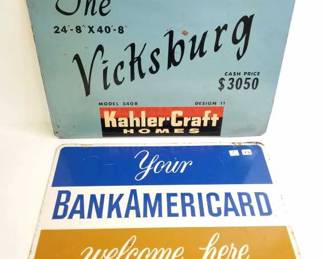 The
24'-8" X 40'-8"
Vicksburg
CASH PRICE
$3050
MODEL 540B DESIGN 11
Kahler-Craft
HOMES
Your
BANKAMERICARD
welcome here